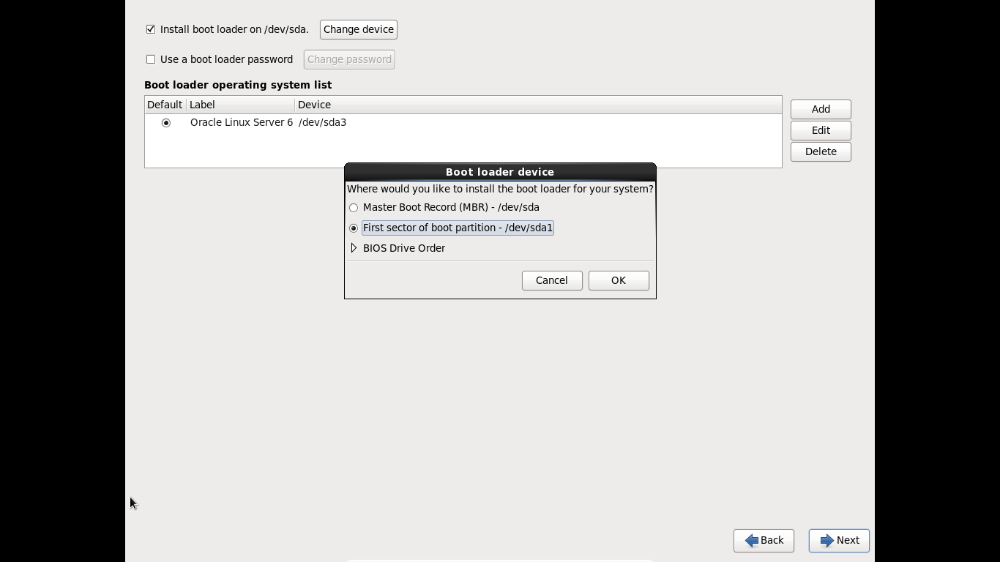 Install boot loader on /dev/sda. Change device
Use a boot loader password Change password
Boot loader operating system list
Default Label Device
Oracle Linux Server 6 /dev/sda3
Add
Edit
Delete
Boot loader device
Where would you like to install the boot loader for your system?
Master Boot Record (MBR) - /dev/sda
First sector of boot partition - /dev/sda1
BIOS Drive Order
Cancel OK
Back Next